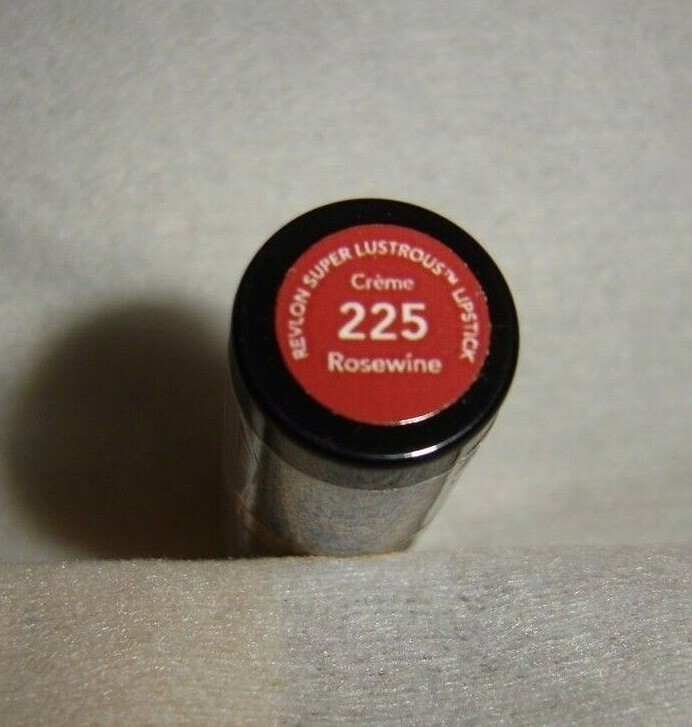 REVLON SUPER LUSTROUS™ LIPSTICK
Crème
225
Rosewine